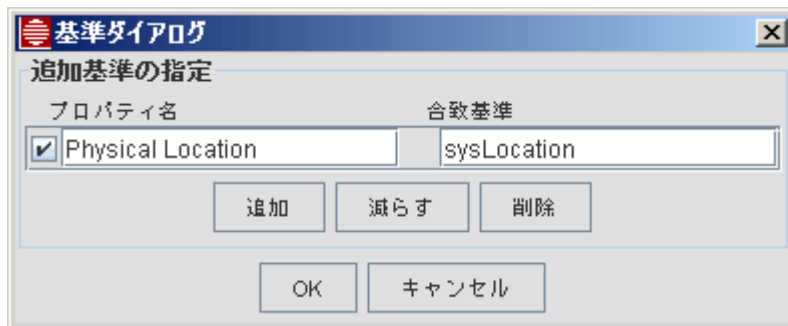 基準ダイアログ
追加基準の指定
プロパティ名 合致基準
Physical Location sysLocation
追加 減らす 削除
OK キャンセル